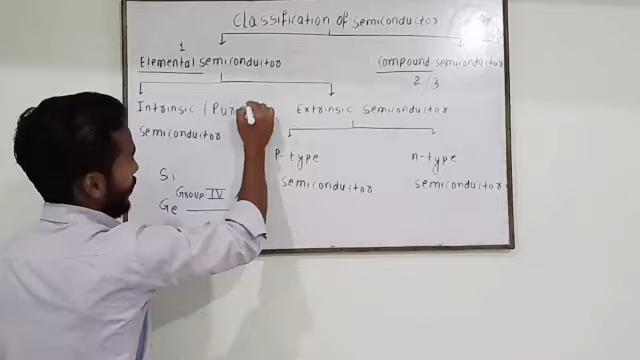 Classification of semiconductor
1
Elemental semiconductor
Compound semiconductor
2/3
Intrinsic / Pur
semiconductor
Extrinsic semiconductor
P-type
semiconductor
n-type
semiconductor
Si
Group IV
Ge